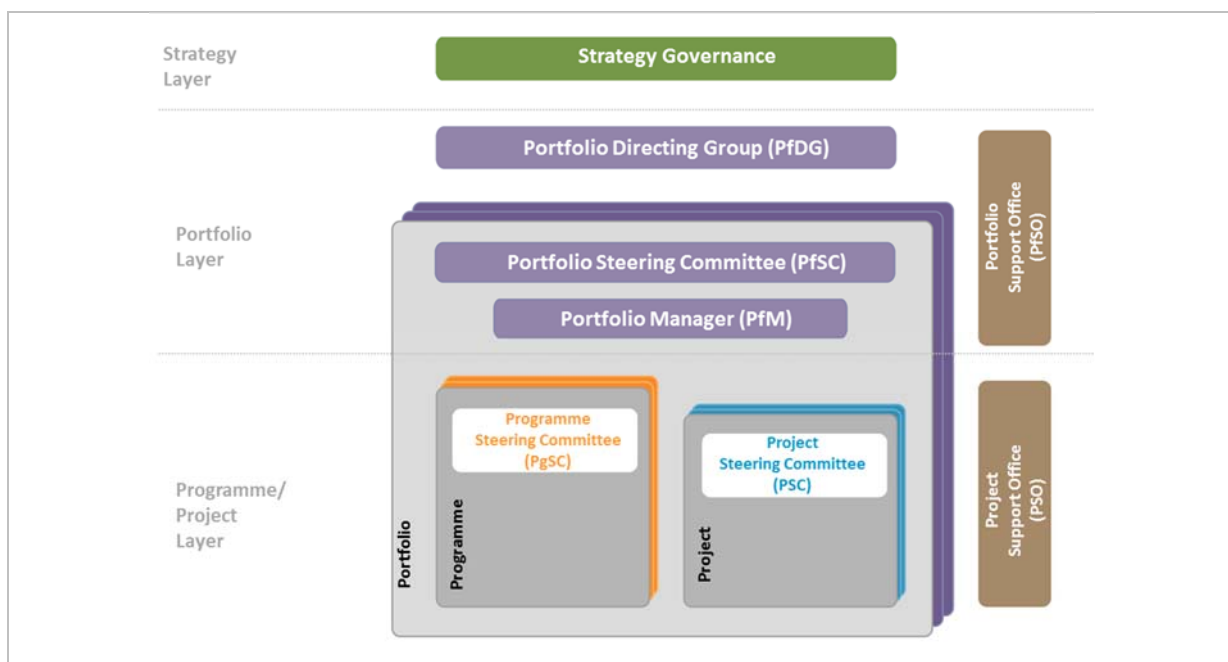 Strategy
Layer
Strategy Governance
Portfolio Directing Group (PfDG)
Portfolio
Layer
Portfolio Steering Committee (PfSC)
Portfolio Manager (PfM)
Portfolio
Support Office
(PfSO)
Programme/
Project
Layer
Portfolio
Programme
Programme
Steering Committee
(PgSC)
Project
Project
Steering Committee
(PSC)
Project
Support Office
(PSO)